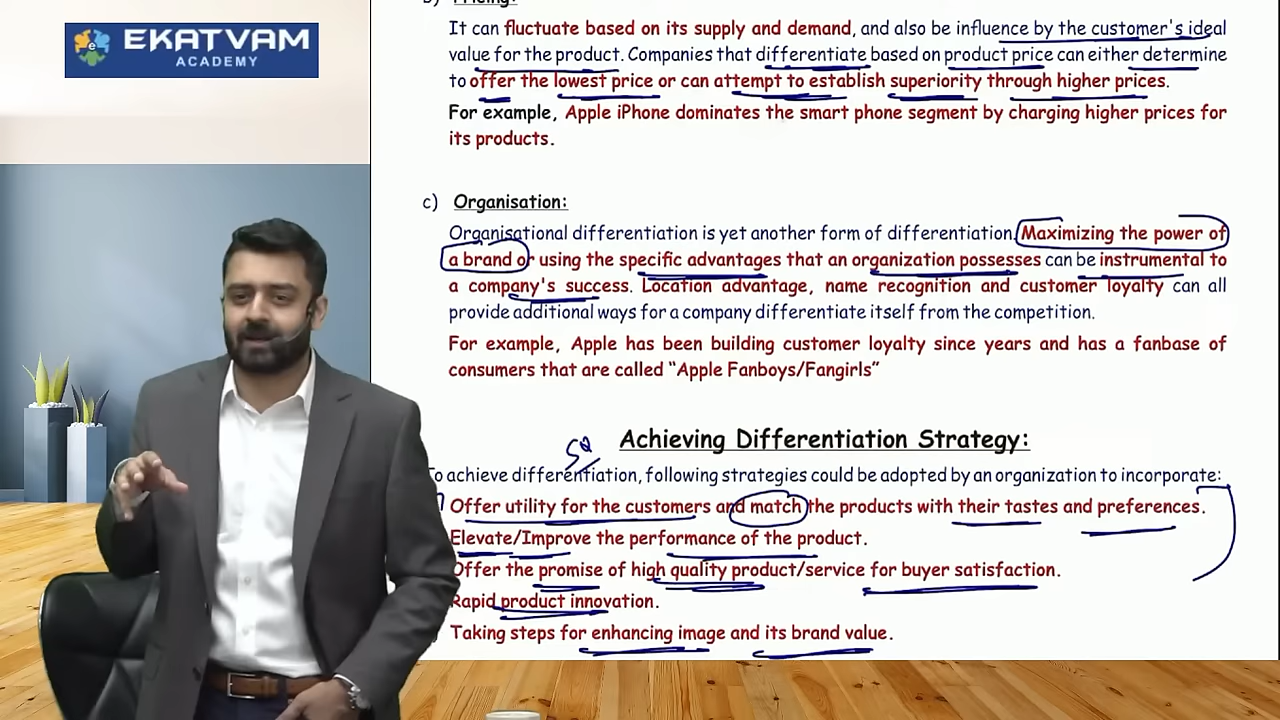 EKATVAM
ACADEMY
b) Pricing:
It can fluctuate based on its supply and demand, and also be influence by the customer's ideal
value for the product. Companies that differentiate based on product price can either determine
to offer the lowest price or can attempt to establish superiority through higher prices.
For example, Apple iPhone dominates the smart phone segment by charging higher prices for
its products.
c) Organisation:
Organisational differentiation is yet another form of differentiation. Maximizing the power of
a brand or using the specific advantages that an organization possesses can be instrumental to
a company's success. Location advantage, name recognition and customer loyalty can all
provide additional ways for a company differentiate itself from the competition.
For example, Apple has been building customer loyalty since years and has a fanbase of
consumers that are called “Apple Fanboys/Fangirls”
Achieving Differentiation Strategy:
To achieve differentiation, following strategies could be adopted by an organization to incorporate:
Offer utility for the customers and match the products with their tastes and preferences.
Elevate/Improve the performance of the product.
Offer the promise of high quality product/service for buyer satisfaction.
Rapid product innovation.
Taking steps for enhancing image and its brand value.